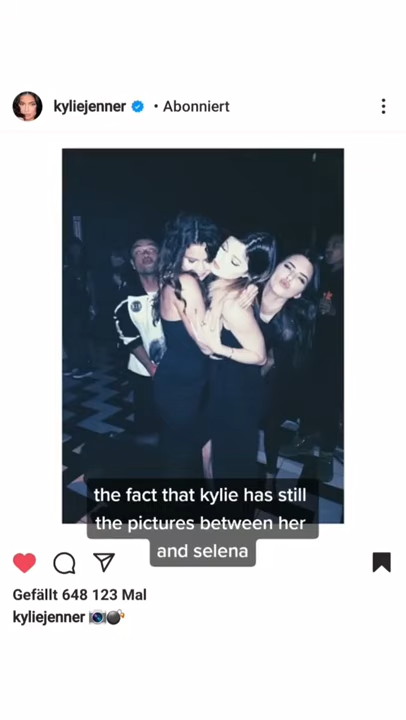 kyliejenner • Abonniert
the fact that kylie has still
the pictures between her
and selena
Gefällt 648 123 Mal
kyliejenner 📷💣